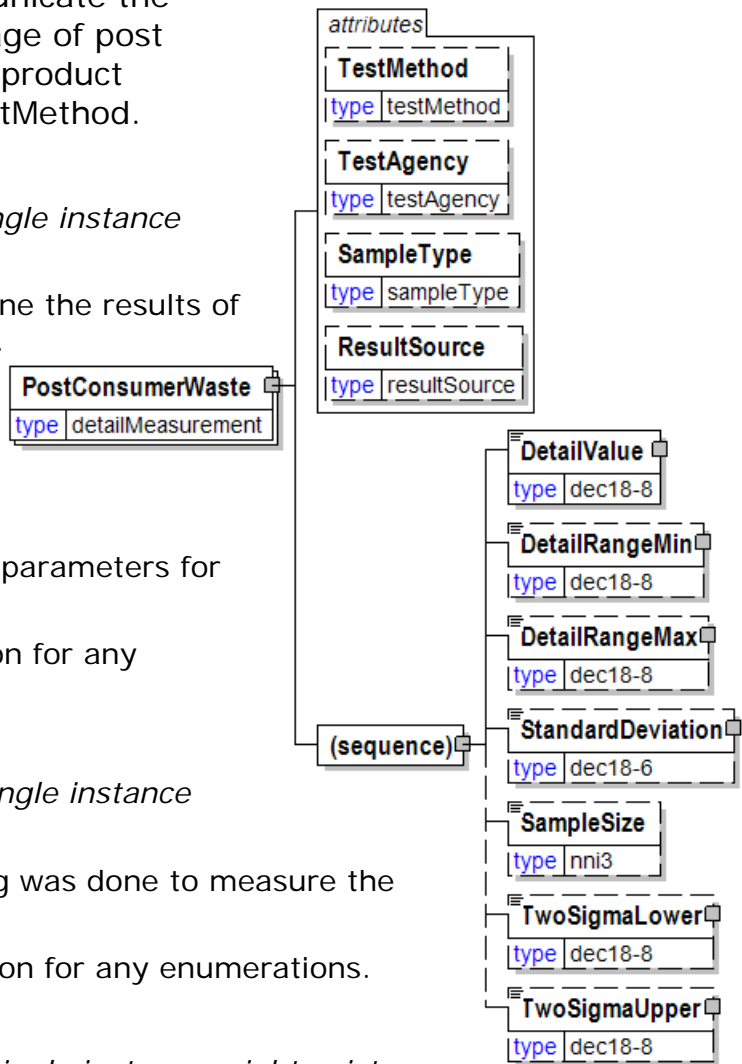 unicate the
age of post
product
tMethod.
ngle instance
ne the results of
parameters for
on for any
ngle instance
g was done to measure the
on for any enumerations.
attributes
TestMethod
type testMethod
TestAgency
type testAgency
SampleType
type sampleType
ResultSource
type resultSource
PostConsumerWaste
type detailMeasurement
(sequence)
DetailValue
type dec18-8
DetailRangeMin
type dec18-8
DetailRangeMax
type dec18-8
StandardDeviation
type dec18-6
SampleSize
type nni3
TwoSigmaLower
type dec18-8
TwoSigmaUpper
type dec18-8